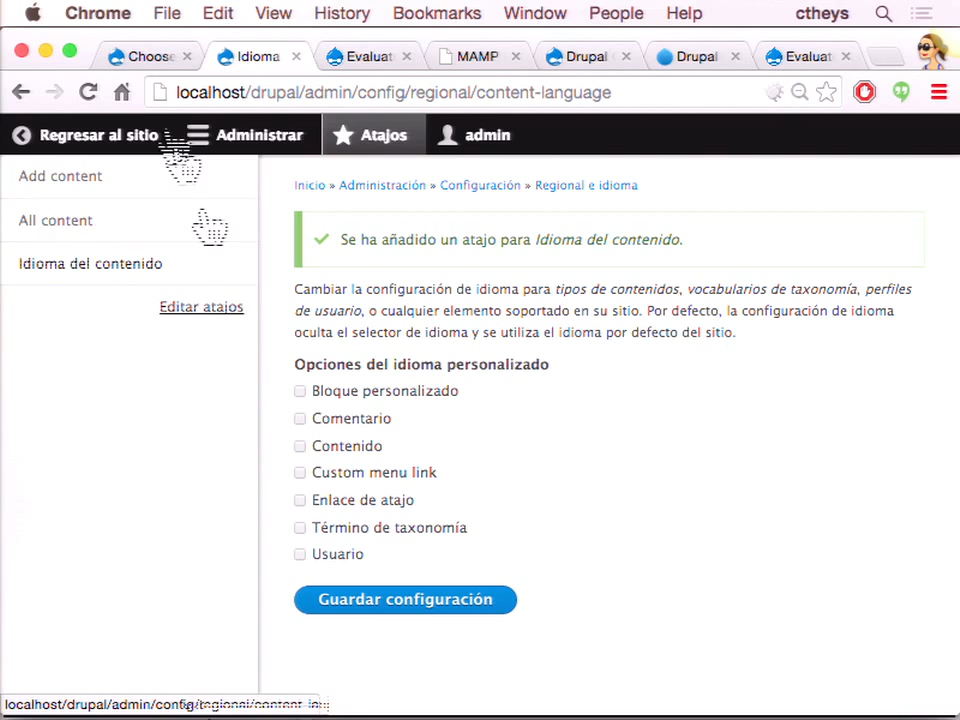 Chrome File Edit View History Bookmarks Window People Help ctheys
Choose Idioma Evaluat MAMP Drupal Drupal Evaluat
localhost/drupal/admin/config/regional/content-language
Regresar al sitio Administrar Atajos admin
Add content
All content
Idioma del contenido
Editar atajos
Inicio » Administración » Configuración » Regional e idioma
Se ha añadido un atajo para Idioma del contenido.
Cambiar la configuración de idioma para tipos de contenidos, vocabularios de taxonomía, perfiles
de usuario, o cualquier elemento soportado en su sitio. Por defecto, la configuración de idioma
oculta el selector de idioma y se utiliza el idioma por defecto del sitio.
Opciones del idioma personalizado
Bloque personalizado
Comentario
Contenido
Custom menu link
Enlace de atajo
Término de taxonomía
Usuario
Guardar configuración
localhost/drupal/admin/config/regional/content